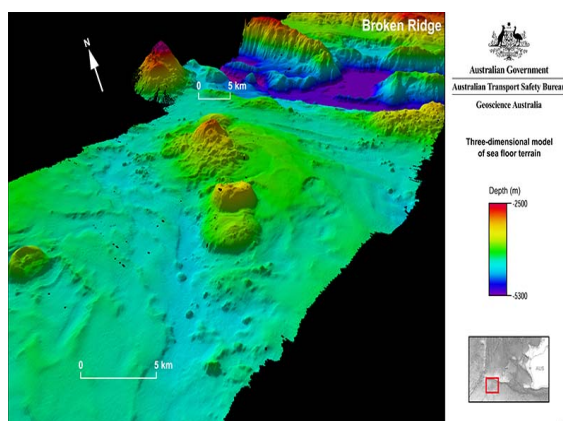 Broken Ridge
N
0 5 km
0 5 km
Australian Government
Australian Transport Safety Bureau
Geoscience Australia
Three-dimensional model
of sea floor terrain
Depth (m)
-2500
-5300
AUS